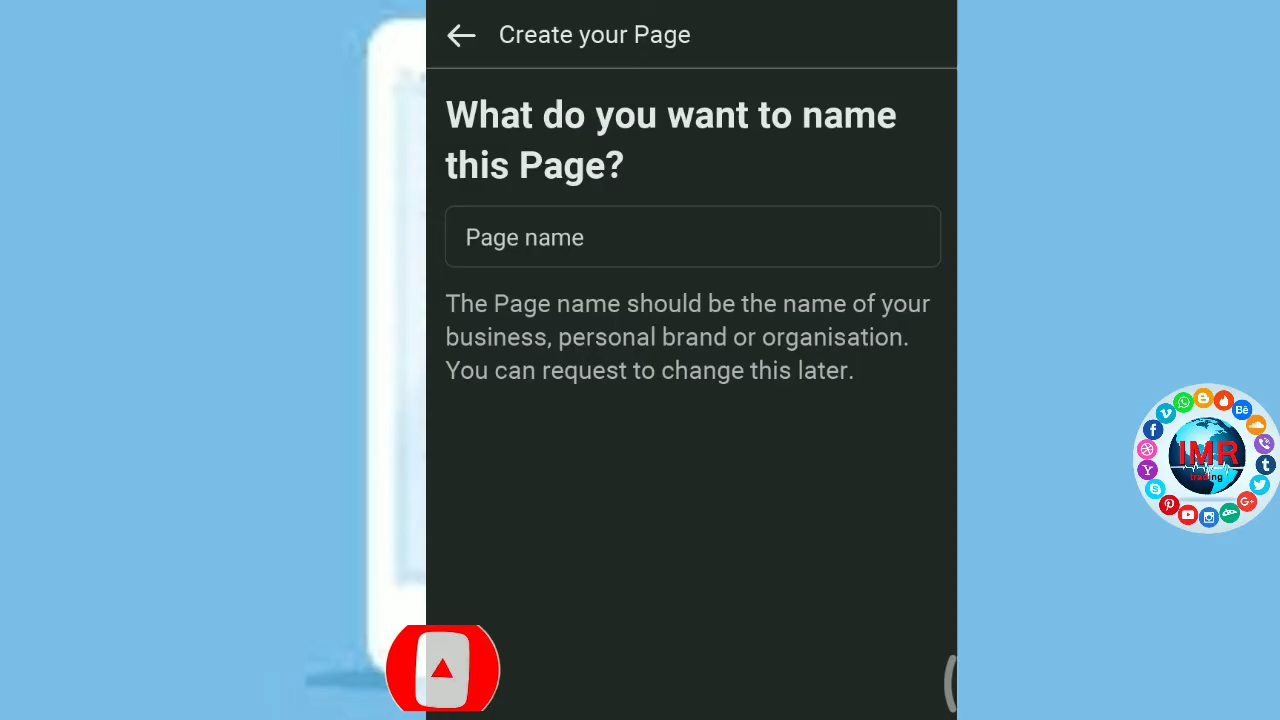 Create your Page
What do you want to name
this Page?
Page name
The Page name should be the name of your
business, personal brand or organisation.
You can request to change this later.
IMR
trading